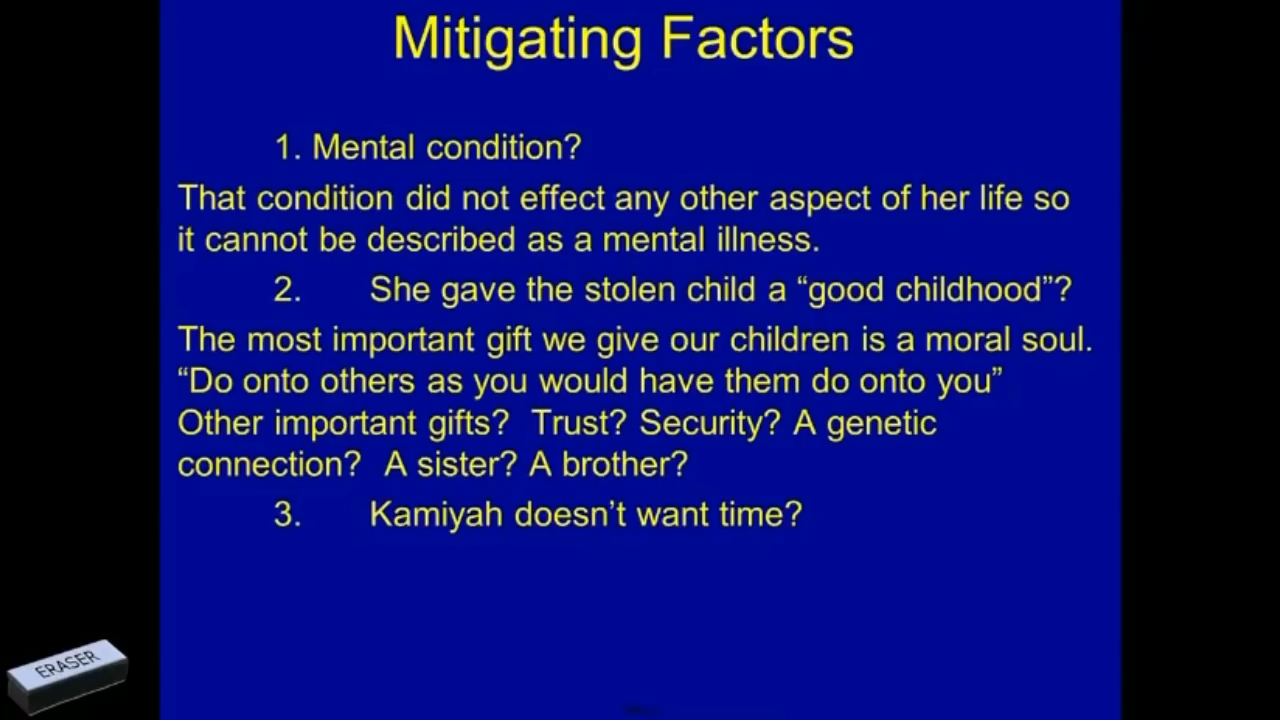 Mitigating Factors
1. Mental condition?
That condition did not effect any other aspect of her life so
it cannot be described as a mental illness.
2. She gave the stolen child a “good childhood”?
The most important gift we give our children is a moral soul.
“Do onto others as you would have them do onto you”
Other important gifts? Trust? Security? A genetic
connection? A sister? A brother?
3. Kamiyah doesn’t want time?
ERASER